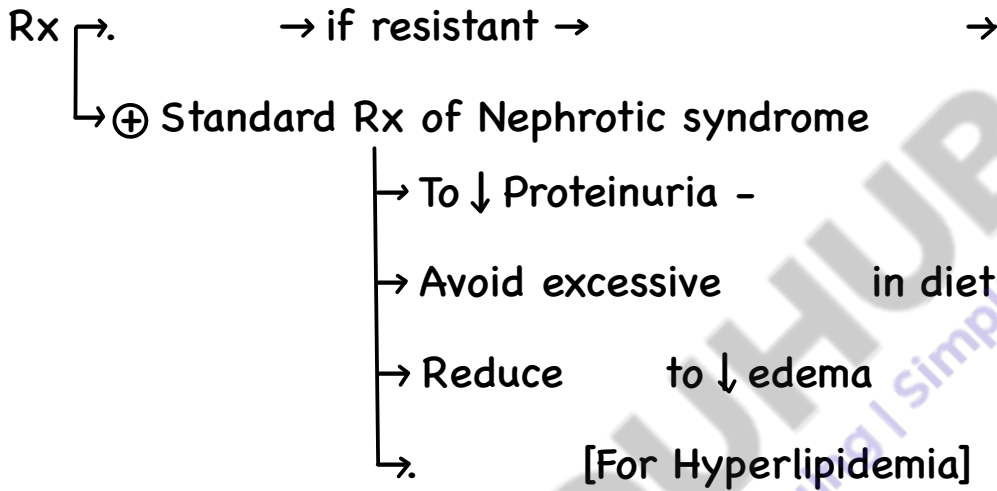 Rx →. → if resistant → →
→ ⊕ Standard Rx of Nephrotic syndrome
→ To ↓ Proteinuria -
→ Avoid excessive in diet
→ Reduce to ↓ edema
→. [For Hyperlipidemia]